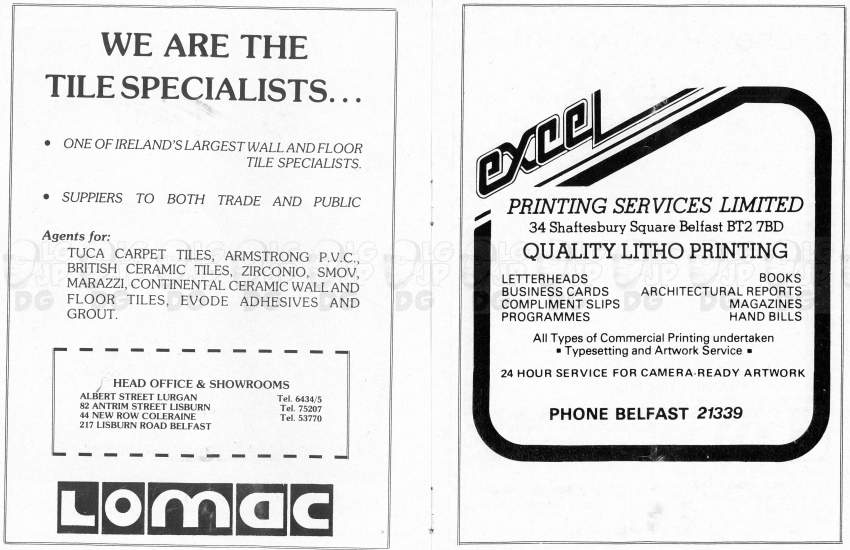 WE ARE THE
TILE SPECIALISTS...
• ONE OF IRELAND'S LARGEST WALL AND FLOOR
TILE SPECIALISTS.
• SUPPIERS TO BOTH TRADE AND PUBLIC
Agents for:
TUCA CARPET TILES, ARMSTRONG P.V.C.,
BRITISH CERAMIC TILES, ZIRCONIO, SMOV,
MARAZZI, CONTINENTAL CERAMIC WALL AND
FLOOR TILES, EVODE ADHESIVES AND
GROUT.
HEAD OFFICE & SHOWROOMS
ALBERT STREET LURGAN Tel. 6434/5
82 ANTRIM STREET LISBURN Tel. 75207
44 NEW ROW COLERAINE Tel. 53770
217 LISBURN ROAD BELFAST
LOMAC
excel
PRINTING SERVICES LIMITED
34 Shaftesbury Square Belfast BT2 7BD
QUALITY LITHO PRINTING
LETTERHEADS BOOKS
BUSINESS CARDS ARCHITECTURAL REPORTS
COMPLIMENT SLIPS MAGAZINES
PROGRAMMES HAND BILLS
All Types of Commercial Printing undertaken
▪ Typesetting and Artwork Service ▪
24 HOUR SERVICE FOR CAMERA-READY ARTWORK
PHONE BELFAST 21339